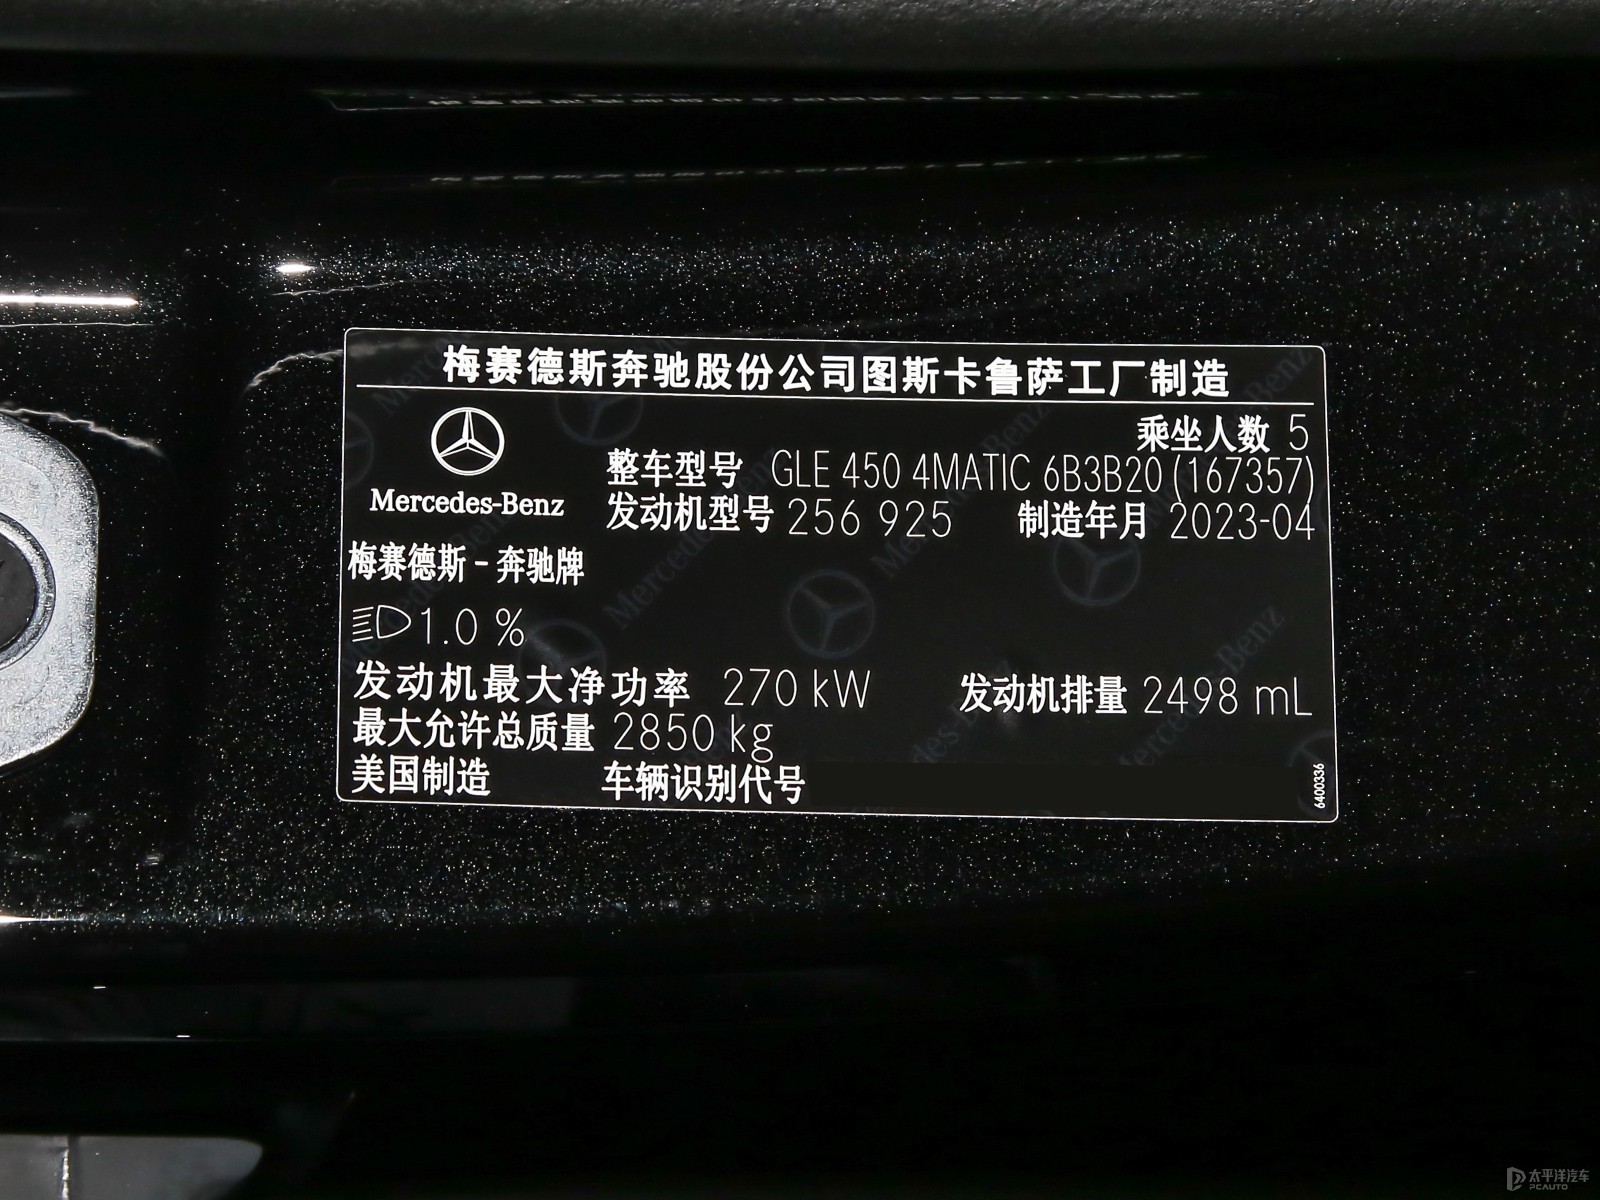 梅赛德斯奔驰股份公司图斯卡鲁萨工厂制造
乘坐人数 5
Mercedes-Benz
整车型号 GLE 450 4MATIC 6B3B20 (167357)
发动机型号 256 925 制造年月 2023-04
梅赛德斯-奔驰牌
1.0 %
发动机最大净功率 270 kW 发动机排量 2498 mL
最大允许总质量 2850 kg
美国制造 车辆识别代号
6400336
太平洋汽车
PCAUTO